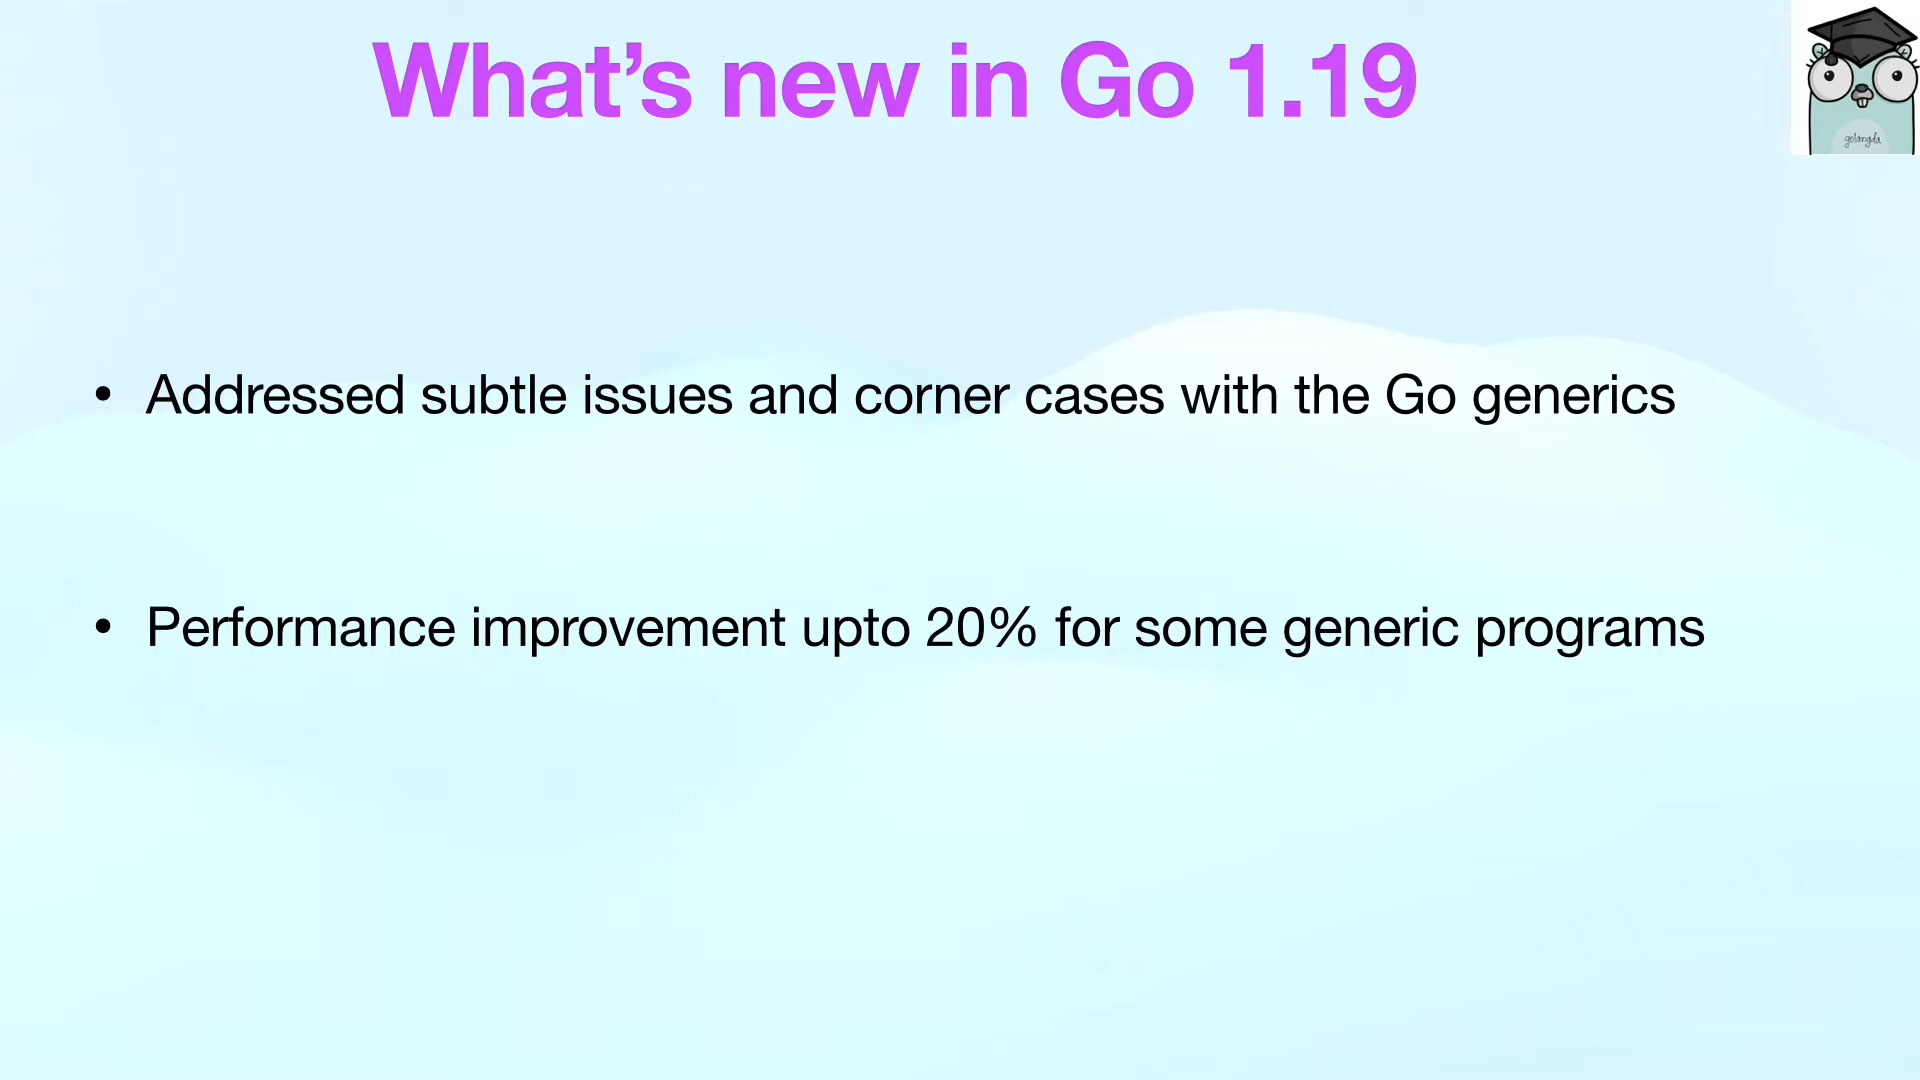 What’s new in Go 1.19
• Addressed subtle issues and corner cases with the Go generics
• Performance improvement upto 20% for some generic programs